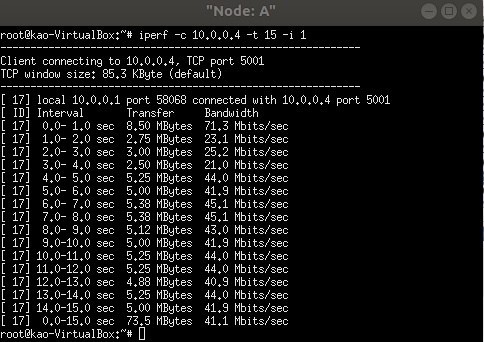 "Node: A"
root@kao-VirtualBox:~# iperf -c 10.0.0.4 -t 15 -i 1
------------------------------------------------------------
Client connecting to 10.0.0.4, TCP port 5001
TCP window size: 85.3 KByte (default)
------------------------------------------------------------
[ 17] local 10.0.0.1 port 58068 connected with 10.0.0.4 port 5001
[ ID] Interval       Transfer     Bandwidth
[ 17]  0.0- 1.0 sec  8.50 MBytes  71.3 Mbits/sec
[ 17]  1.0- 2.0 sec  2.75 MBytes  23.1 Mbits/sec
[ 17]  2.0- 3.0 sec  3.00 MBytes  25.2 Mbits/sec
[ 17]  3.0- 4.0 sec  2.50 MBytes  21.0 Mbits/sec
[ 17]  4.0- 5.0 sec  5.25 MBytes  44.0 Mbits/sec
[ 17]  5.0- 6.0 sec  5.00 MBytes  41.9 Mbits/sec
[ 17]  6.0- 7.0 sec  5.38 MBytes  45.1 Mbits/sec
[ 17]  7.0- 8.0 sec  5.38 MBytes  45.1 Mbits/sec
[ 17]  8.0- 9.0 sec  5.12 MBytes  43.0 Mbits/sec
[ 17]  9.0-10.0 sec  5.00 MBytes  41.9 Mbits/sec
[ 17] 10.0-11.0 sec  5.25 MBytes  44.0 Mbits/sec
[ 17] 11.0-12.0 sec  5.25 MBytes  44.0 Mbits/sec
[ 17] 12.0-13.0 sec  4.88 MBytes  40.9 Mbits/sec
[ 17] 13.0-14.0 sec  5.25 MBytes  44.0 Mbits/sec
[ 17] 14.0-15.0 sec  5.00 MBytes  41.9 Mbits/sec
[ 17]  0.0-15.0 sec  73.5 MBytes  41.1 Mbits/sec
root@kao-VirtualBox:~#